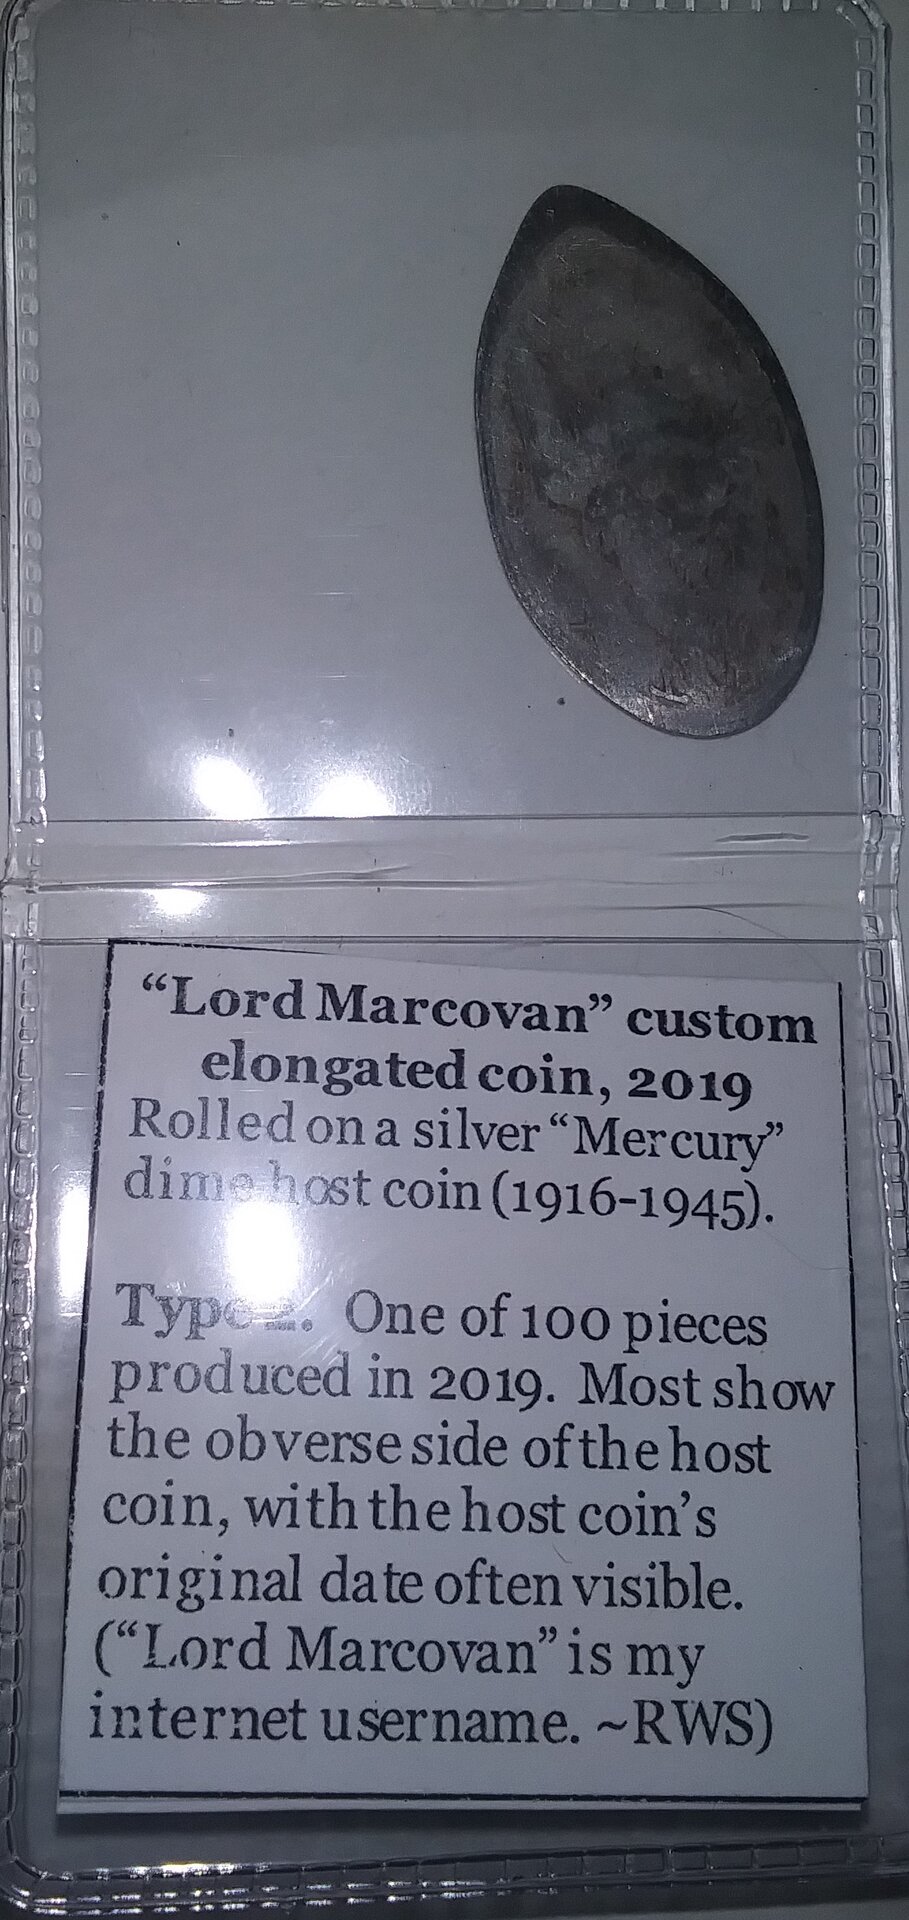 “Lord Marcovan” custom
elongated coin, 2019
Rolled on a silver “Mercury”
dime host coin (1916-1945).
Type One of 100 pieces
produced in 2019. Most show
the obverse side of the host
coin, with the host coin’s
original date often visible.
(“Lord Marcovan” is my
internet username. ~RWS)